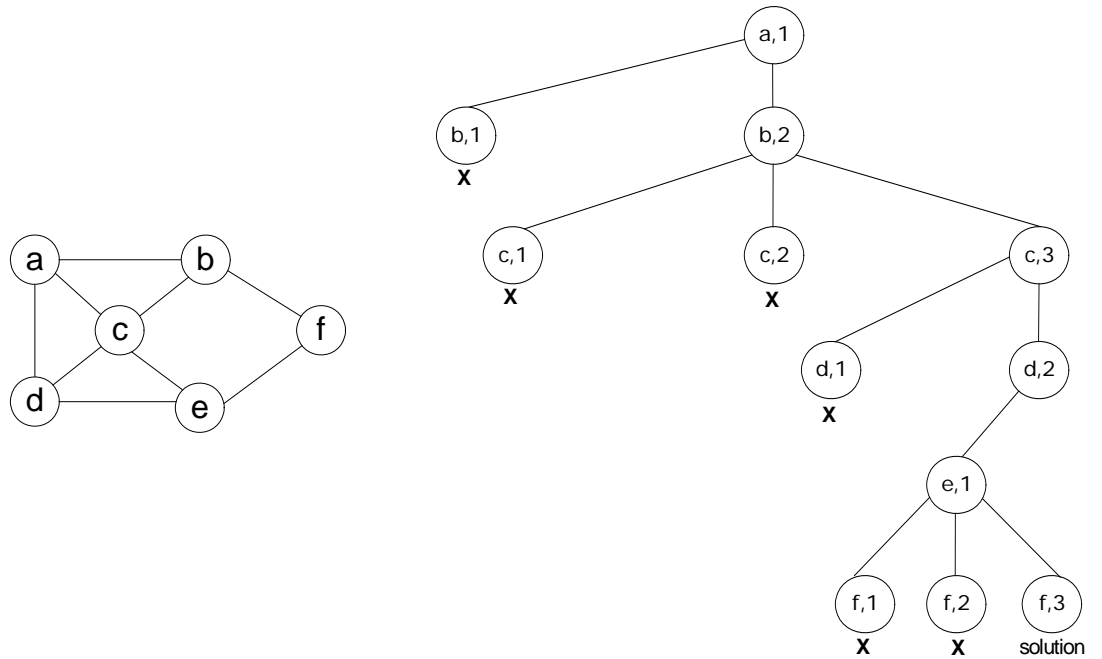 a
b
c
f
d
e
a,1
b,1
b,2
X
c,1
c,2
c,3
X
X
d,1
d,2
X
e,1
f,1
f,2
f,3
X
X
solution